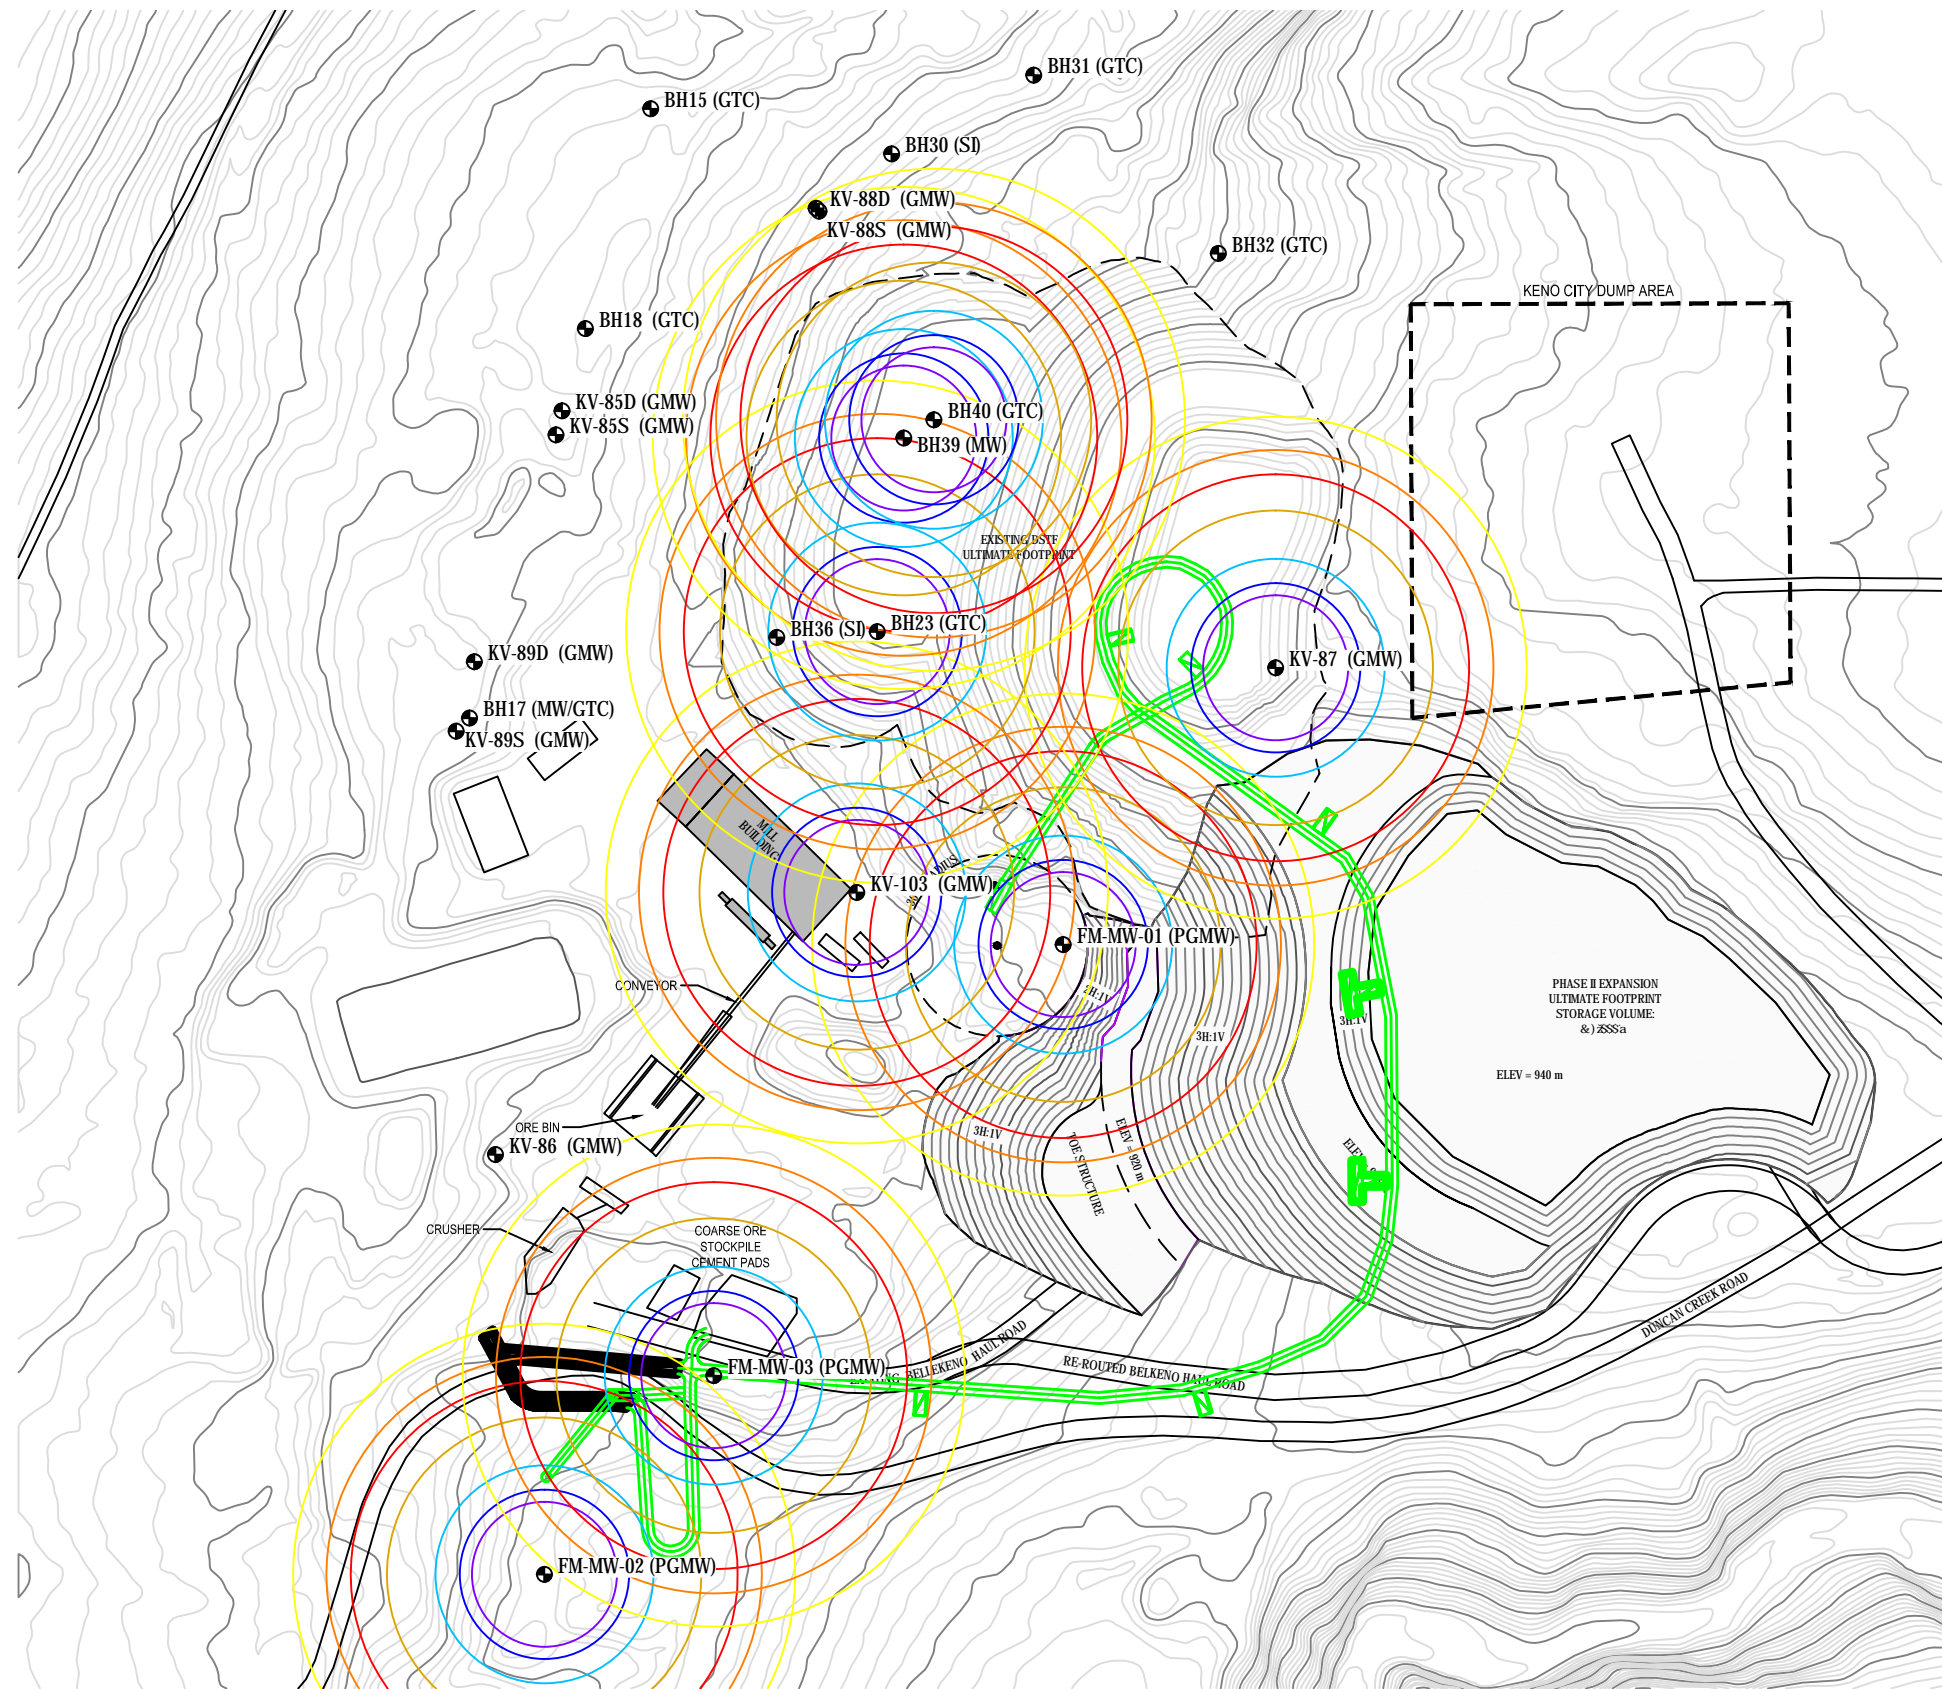 BH31 (GTC)
BH15 (GTC)
BH30 (SI)
KV-88D (GMW)
KV-88S (GMW)
BH32 (GTC)
KENO CITY DUMP AREA
BH18 (GTC)
KV-85D (GMW)
KV-85S (GMW)
BH40 (GTC)
BH39 (MW)
EXISTING DSTF
ULTIMATE FOOTPRINT
BH36 (SI)
BH23 (GTC)
KV-89D (GMW)
KV-87 (GMW)
BH17 (MW/GTC)
KV-89S (GMW)
MILL
BUILDING
RADIUS
KV-103 (GMW)
FM-MW-01 (PGMW)
CONVEYOR
2H:1V
3H:1V
3H:1V
PHASE II EXPANSION
ULTIMATE FOOTPRINT
STORAGE VOLUME:
ELEV = 940 m
ORE BIN
KV-86 (GMW)
3H:1V
TOE STRUCTURE
ELEV = 920 m
CRUSHER
COARSE ORE
STOCKPILE
CEMENT PADS
DUNCAN CREEK ROAD
FM-MW-03 (PGMW)
BELLEKENO HAUL ROAD
RE-ROUTED BELKENO HAUL ROAD
FM-MW-02 (PGMW)